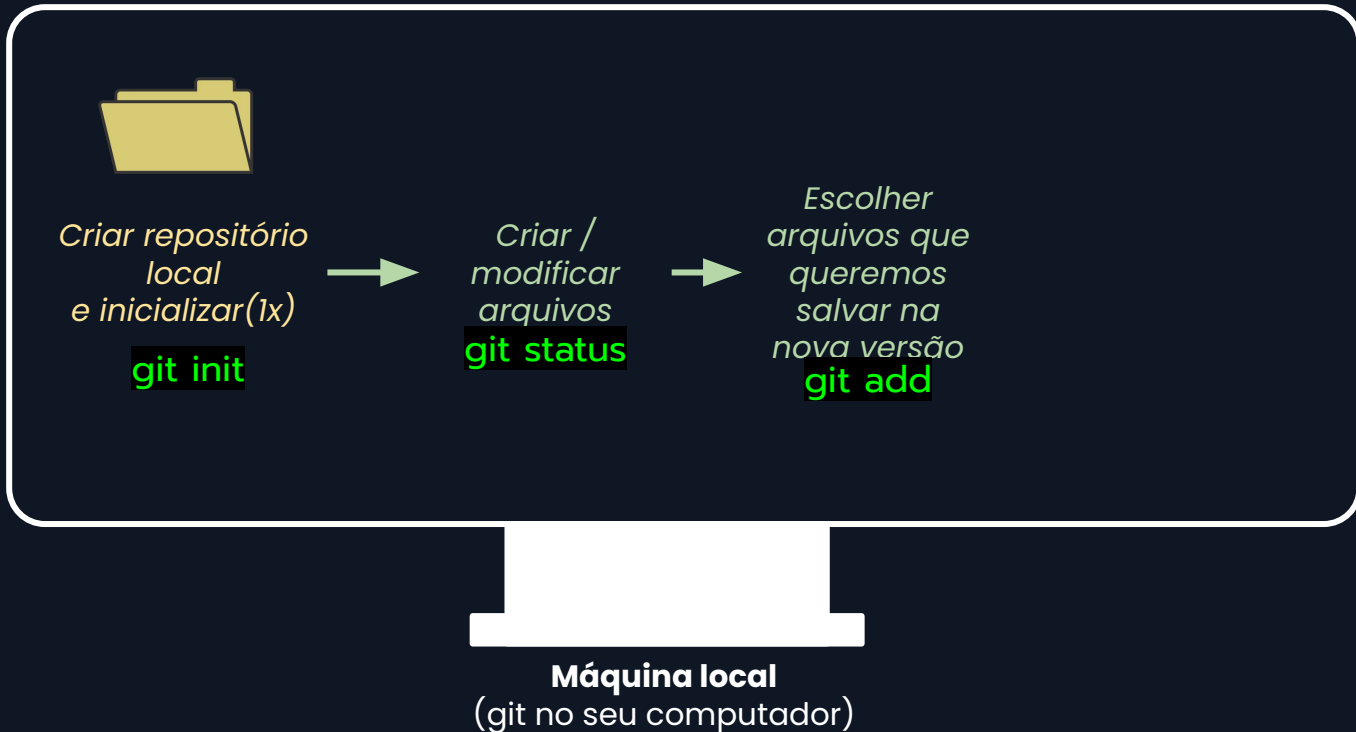 Criar repositório
local
e inicializar(1x)
git init
Criar /
modificar
arquivos
git status
Escolher
arquivos que
queremos
salvar na
nova versão
git add
Máquina local
(git no seu computador)